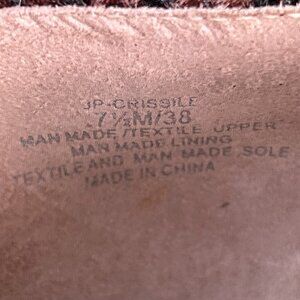 JP-CRISSILE
7½M/38
MAN MADE/TEXTILE UPPER
MAN MADE LINING
TEXTILE AND MAN MADE SOLE
MADE IN CHINA